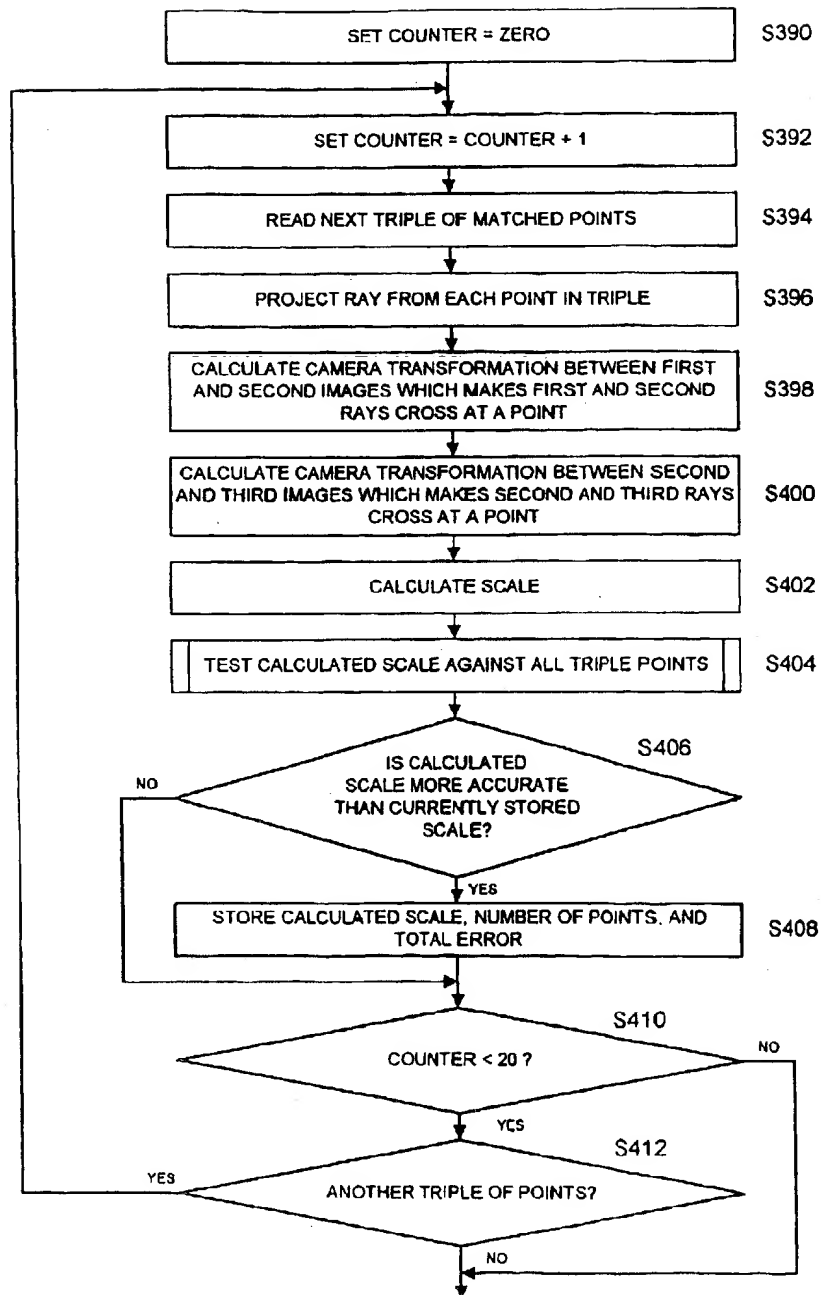 SET COUNTER = ZERO
S390
SET COUNTER = COUNTER + 1
S392
READ NEXT TRIPLE OF MATCHED POINTS
S394
PROJECT RAY FROM EACH POINT IN TRIPLE
S396
CALCULATE CAMERA TRANSFORMATION BETWEEN FIRST
AND SECOND IMAGES WHICH MAKES FIRST AND SECOND
RAYS CROSS AT A POINT
S398
CALCULATE CAMERA TRANSFORMATION BETWEEN SECOND
AND THIRD IMAGES WHICH MAKES SECOND AND THIRD RAYS
CROSS AT A POINT
S400
CALCULATE SCALE
S402
TEST CALCULATED SCALE AGAINST ALL TRIPLE POINTS
S404
S406
IS CALCULATED
SCALE MORE ACCURATE
THAN CURRENTLY STORED
SCALE?
NO
YES
STORE CALCULATED SCALE, NUMBER OF POINTS, AND
TOTAL ERROR
S408
S410
COUNTER < 20 ?
NO
YES
S412
YES
ANOTHER TRIPLE OF POINTS?
NO